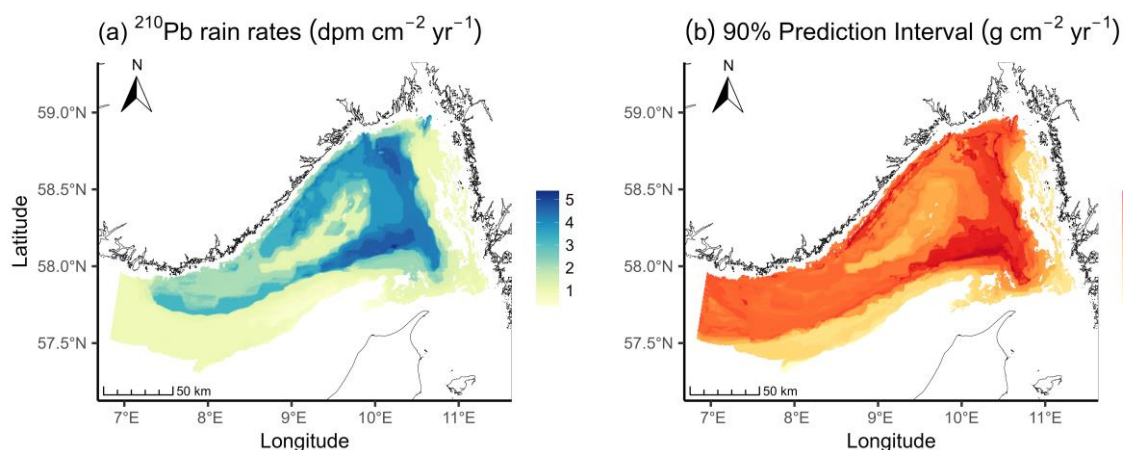 (a) ²¹⁰Pb rain rates (dpm cm⁻² yr⁻¹)
N
59.0°N
58.5°N
58.0°N
57.5°N
Latitude
50 km
7°E 8°E 9°E 10°E 11°E
Longitude
5
4
3
2
1
(b) 90% Prediction Interval (g cm⁻² yr⁻¹)
N
59.0°N
58.5°N
58.0°N
57.5°N
50 km
7°E 8°E 9°E 10°E 11°E
Longitude